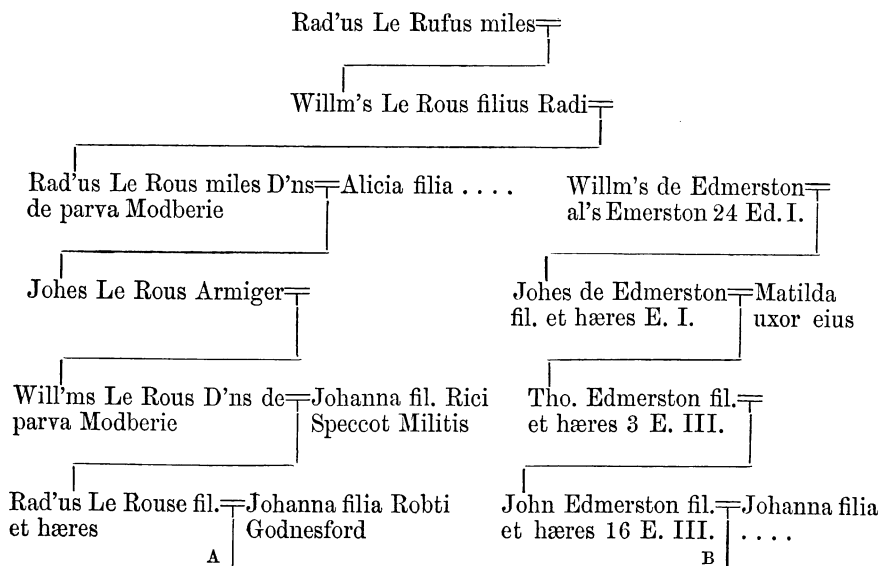 Rad'us Le Rufus miles
Willm's Le Rous filius Radi
Rad'us Le Rous miles D'ns
de parva Modberie
Alicia filia . . . .
Willm's de Edmerston
al's Emerston 24 Ed. I.
Johes Le Rous Armiger
Johes de Edmerston
fil. et hæres E. I.
Matilda
uxor eius
Will'ms Le Rous D'ns de
parva Modberie
Johanna fil. Rici
Speccot Militis
Tho. Edmerston fil.
et hæres 3 E. III.
Rad'us Le Rouse fil.
et hæres
Johanna filia Robti
Godnesford
John Edmerston fil.
et hæres 16 E. III.
Johanna filia
. . . .
A
B